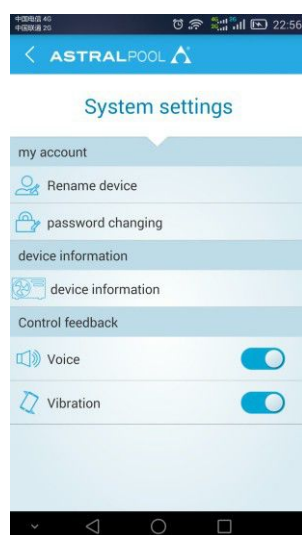 中国电信 4G
中国联通 2G
22:56
ASTRALPOOL
System settings
my account
Rename device
password changing
device information
device information
Control feedback
Voice
Vibration